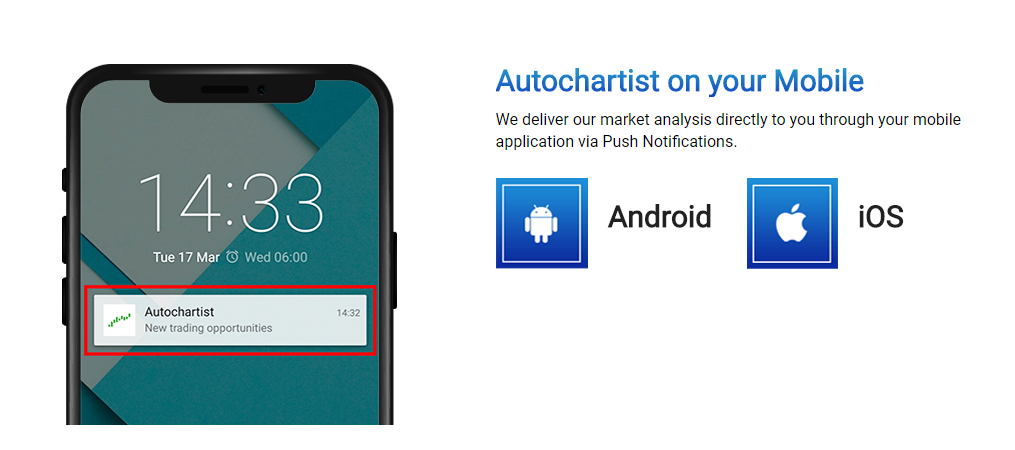 14:33
Tue 17 Mar Wed 06:00
Autochartist 14:32
New trading opportunities
Autochartist on your Mobile
We deliver our market analysis directly to you through your mobile
application via Push Notifications.
Android iOS